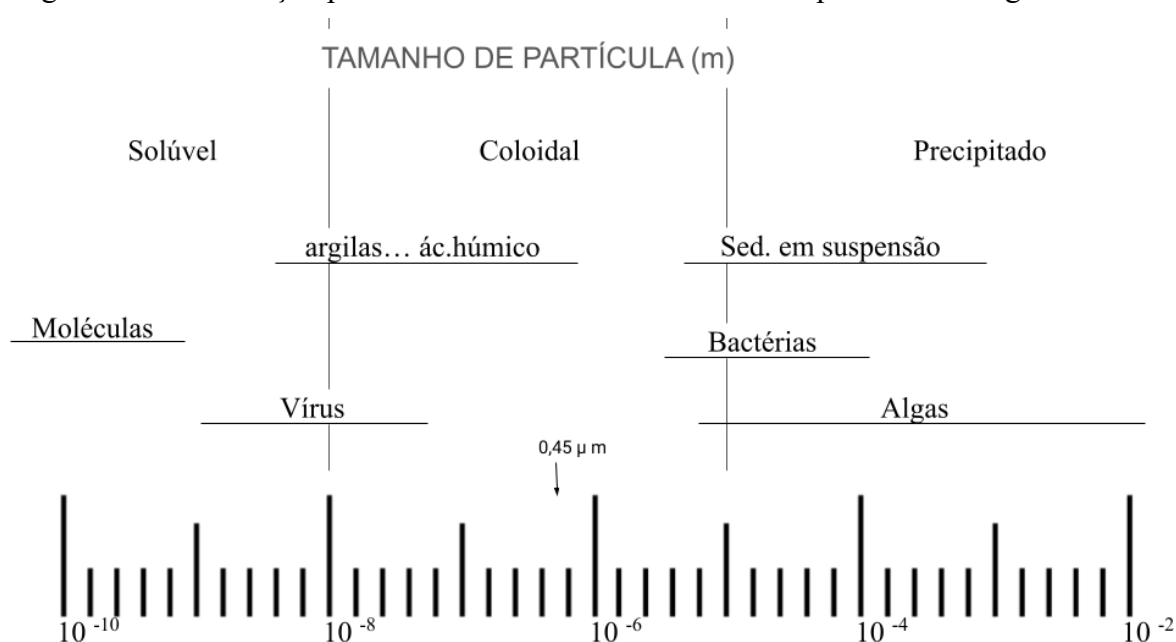 TAMANHO DE PARTÍCULA (m)
Solúvel Coloidal Precipitado
argilas… ác.húmico Sed. em suspensão
Moléculas Bactérias
Vírus Algas
0,45 µ m
10 -10 10 -8 10 -6 10 -4 10 -2